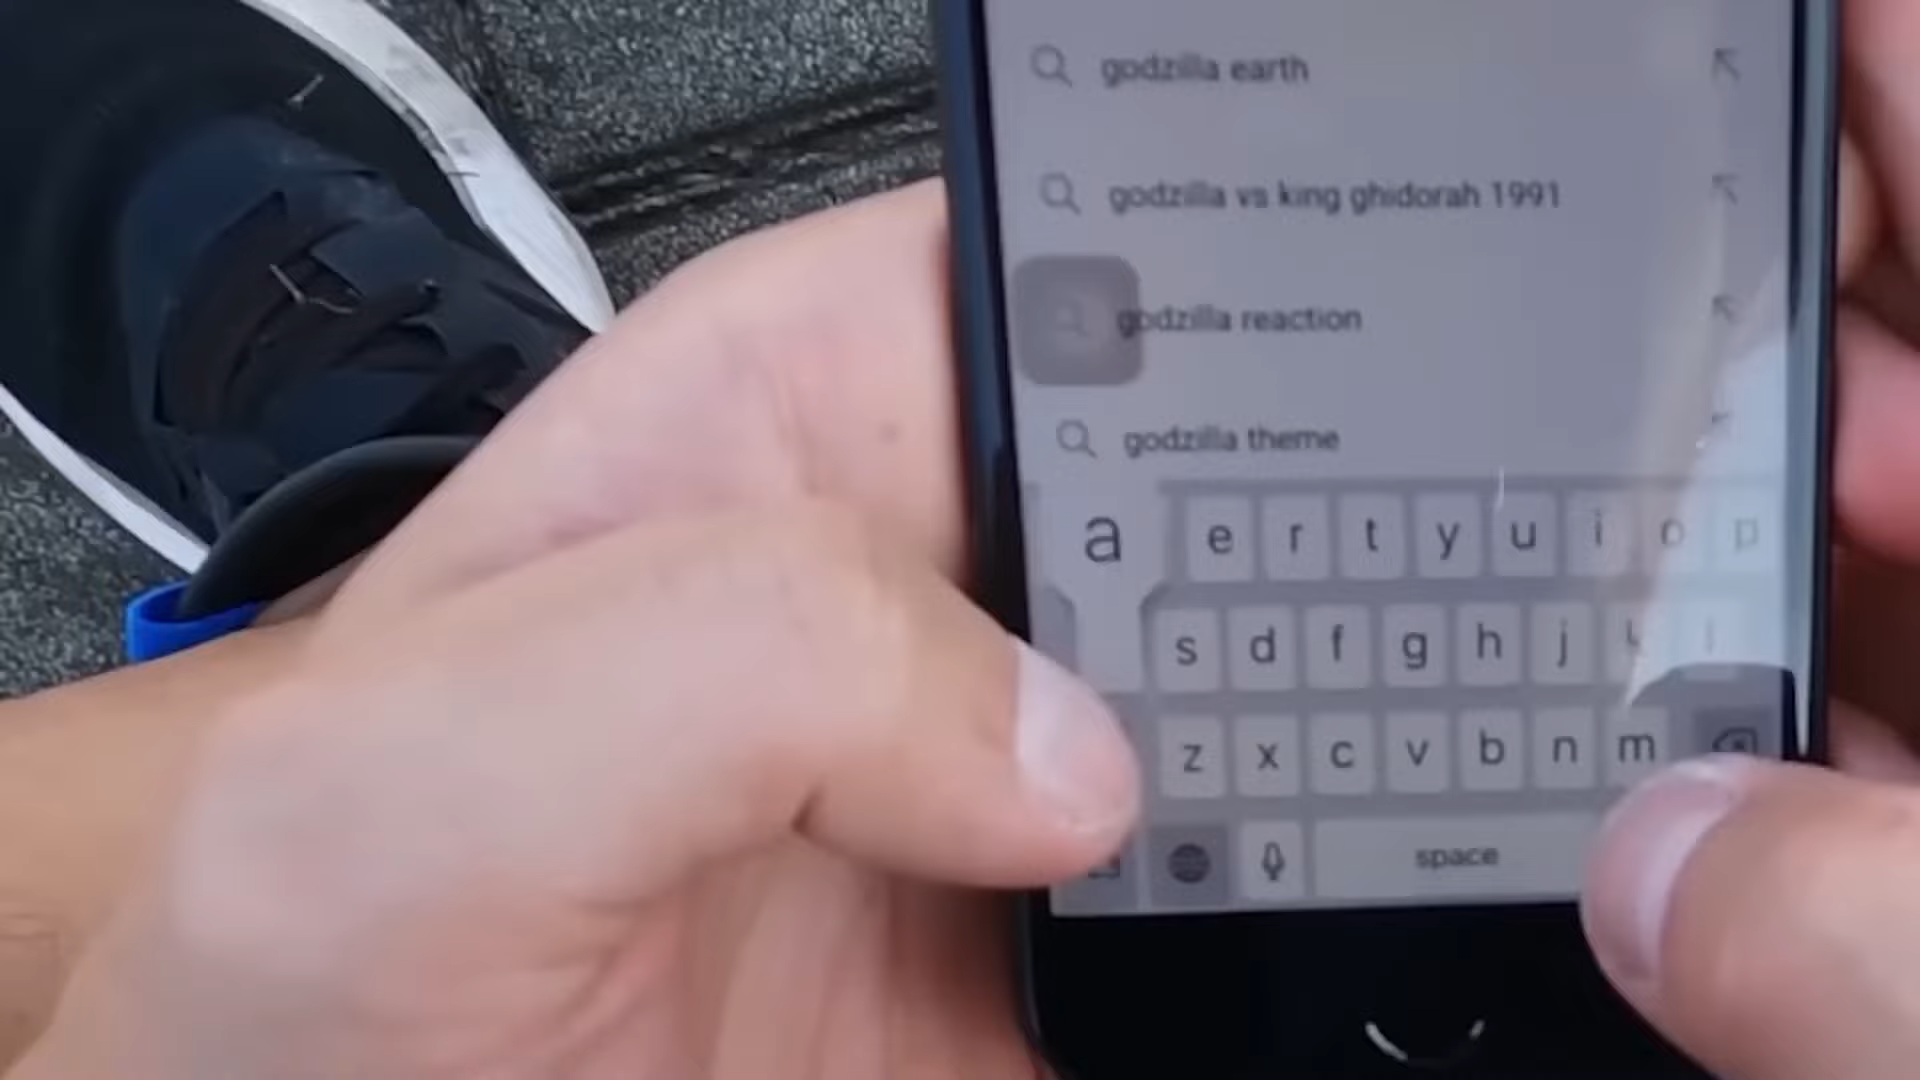 godzilla earth
godzilla vs king ghidorah 1991
godzilla reaction
godzilla theme
a e r t y u i o p
s d f g h j k l
z x c v b n m
space